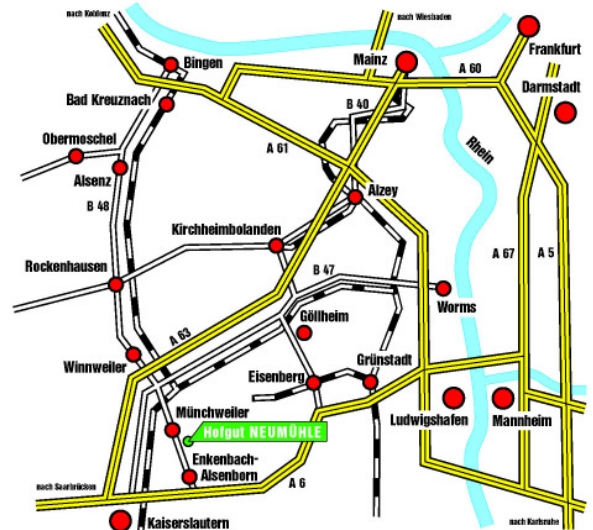 nach Koblenz
nach Wiesbaden
Frankfurt
Mainz
Bingen
A 60
Darmstadt
Bad Kreuznach
B 40
Obermoschel
A 61
Rhein
Alsenz
Alzey
B 48
Kirchheimbolanden
Rockenhausen
B 47
A 67
A 5
Worms
Göllheim
A 63
Winnweiler
Grünstadt
Eisenberg
Münchweiler
Ludwigshafen
Mannheim
Hofgut NEUMÜHLE
Enkenbach-
Alsenborn
nach Saarbrücken
A 6
Kaiserslautern
nach Karlsruhe